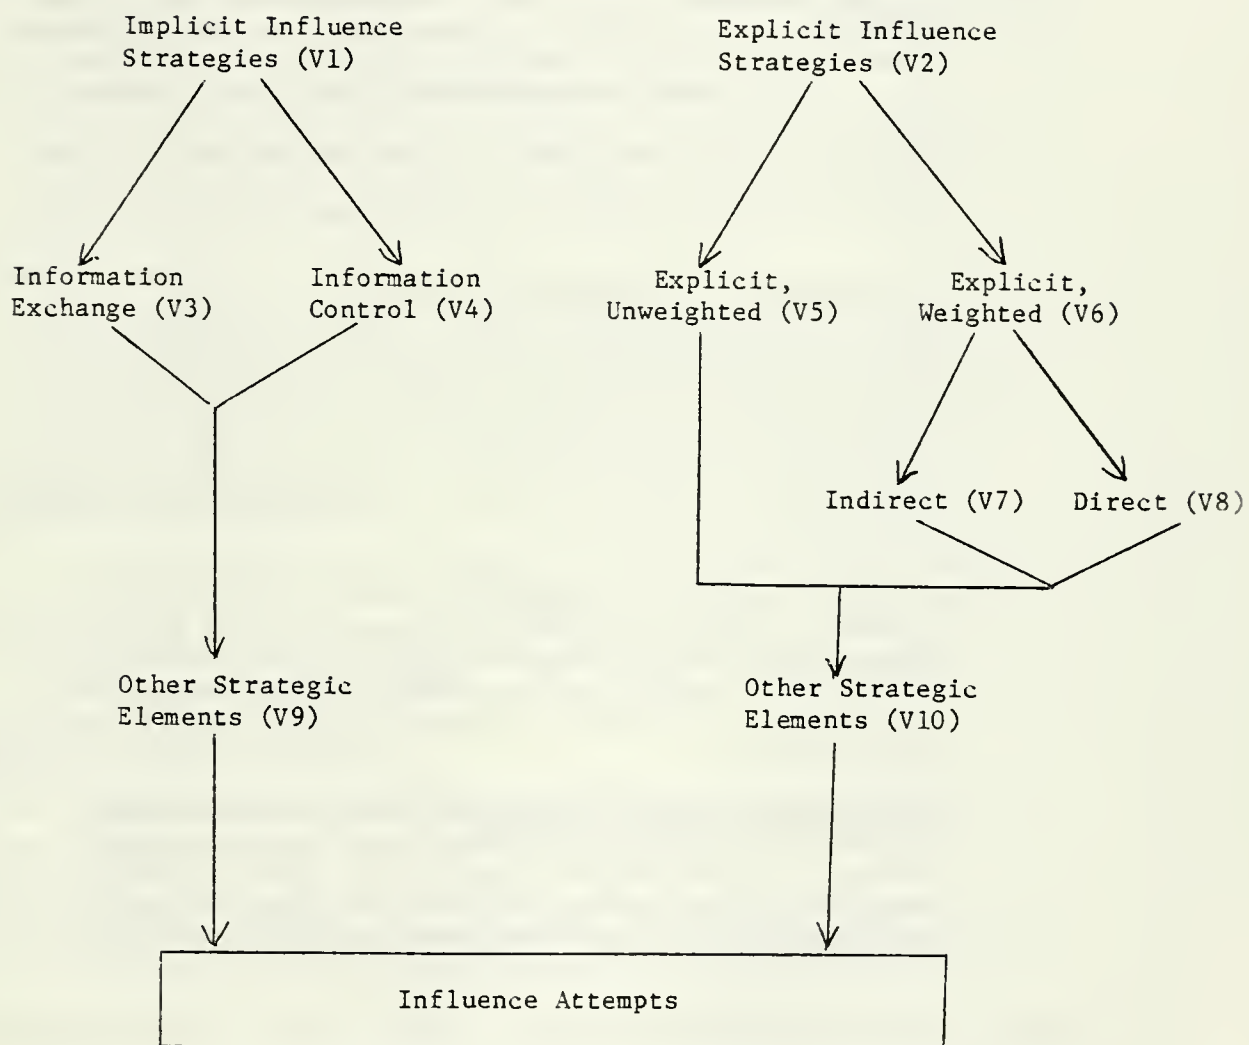 Implicit Influence
Strategies (V1)
Explicit Influence
Strategies (V2)
Information
Exchange (V3)
Information
Control (V4)
Explicit,
Unweighted (V5)
Explicit,
Weighted (V6)
Indirect (V7)
Direct (V8)
Other Strategic
Elements (V9)
Other Strategic
Elements (V10)
Influence Attempts